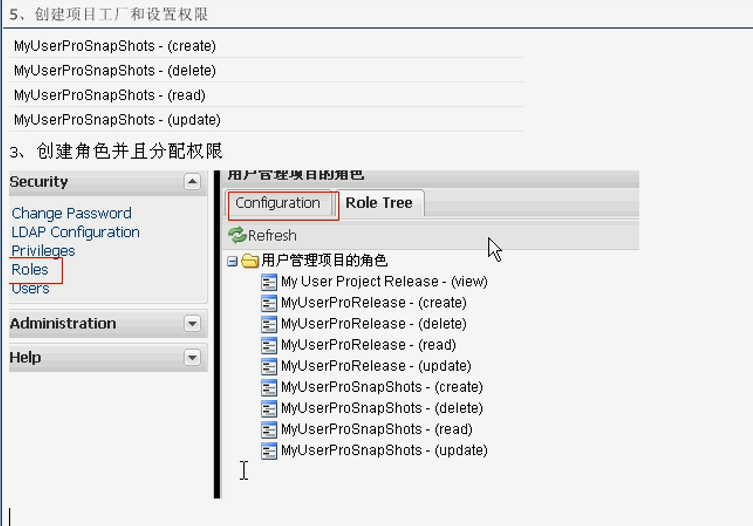 5、创建项目工厂和设置权限
MyUserProSnapShots - (create)
MyUserProSnapShots - (delete)
MyUserProSnapShots - (read)
MyUserProSnapShots - (update)
3、创建角色并且分配权限
Security
Change Password
LDAP Configuration
Privileges
Roles
Users
Administration
Help
用户管理项目的角色
Configuration
Role Tree
Refresh
用户管理项目的角色
My User Project Release - (view)
MyUserProRelease - (create)
MyUserProRelease - (delete)
MyUserProRelease - (read)
MyUserProRelease - (update)
MyUserProSnapShots - (create)
MyUserProSnapShots - (delete)
MyUserProSnapShots - (read)
MyUserProSnapShots - (update)